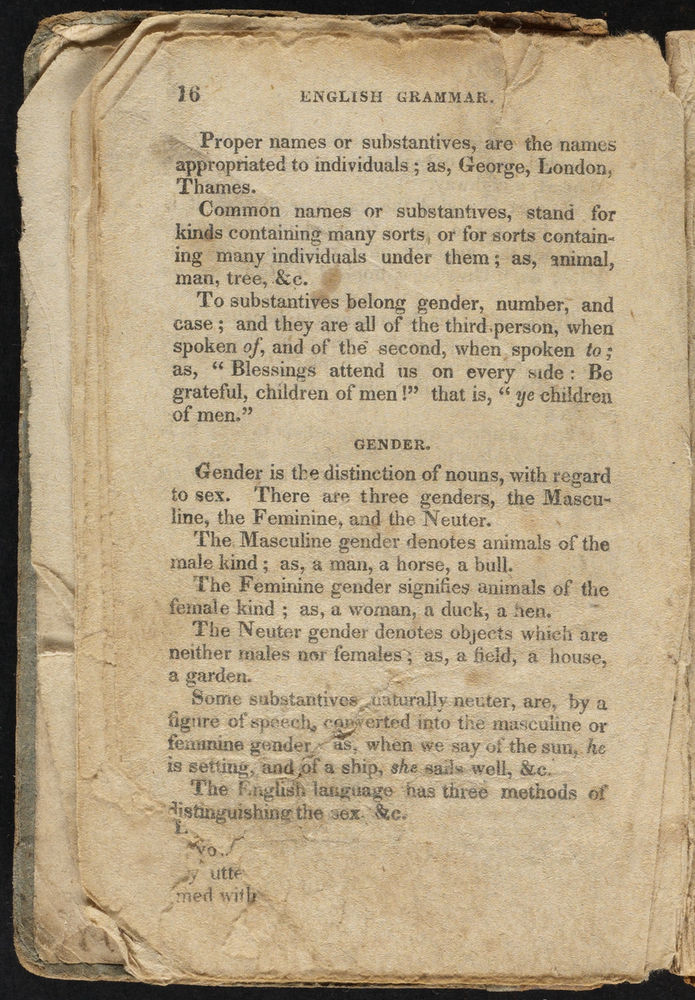 16 ENGLISH GRAMMAR.
Proper names or substantives, are the names
appropriated to individuals ; as, George, London,
Thames.
Common names or substantives, stand for
kinds containing many sorts, or for sorts contain-
ing many individuals under them ; as, animal,
man, tree, &c.
To substantives belong gender, number, and
case ; and they are all of the third person, when
spoken of, and of the second, when spoken to ;
as, “ Blessings attend us on every side : Be
grateful, children of men !” that is, “ ye children
of men.”
GENDER.
Gender is the distinction of nouns, with regard
to sex. There are three genders, the Mascu-
line, the Feminine, and the Neuter.
The Masculine gender denotes animals of the
male kind ; as, a man, a horse, a bull.
The Feminine gender signifies animals of the
female kind ; as, a woman, a duck, a hen.
The Neuter gender denotes objects which are
neither males nor females ; as, a field, a house,
a garden.
Some substantives naturally neuter, are, by a
figure of speech, converted into the masculine or
feminine gender ; as, when we say of the sun, he
is setting, and of a ship, she sails well, &c.
The English language has three methods of
distinguishing the sex, &c.
utte
med with